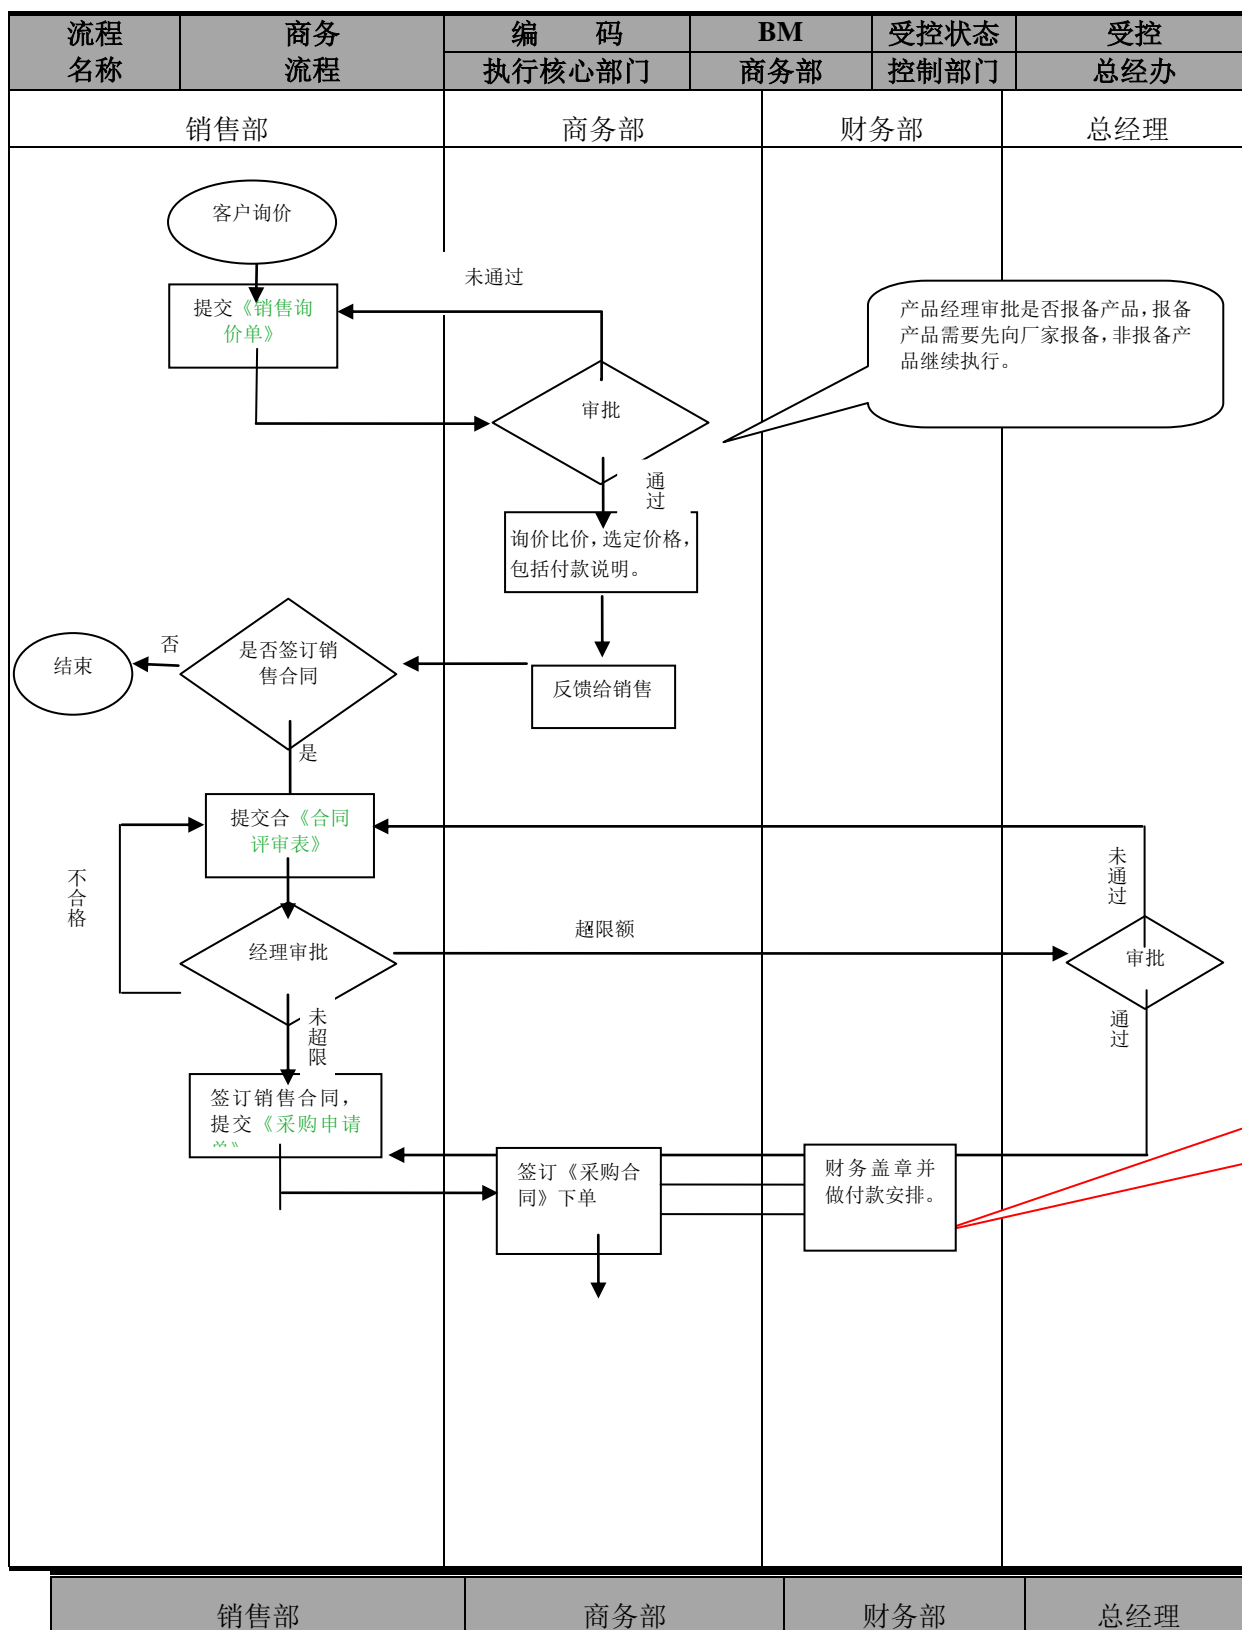 流程 商务 编 码 BM 受控状态 受控
名称 流程 执行核心部门 商务部 控制部门 总经办
销售部 商务部 财务部 总经理
客户询价
未通过
提交《销售询
价单》
产品经理审批是否报备产品，报备
产品需要先向厂家报备，非报备产
品继续执行。
审批
通
过
询价比价，选定价格，
包括付款说明。
否
是否签订销
售合同
结束
反馈给销售
是
提交合《合同
评审表》
不
合
格
未
通
过
超限额
经理审批
审批
未
超
限
通
过
签订销售合同，
提交《采购申请
单》
签订《采购合
同》下单
财务盖章并
做付款安排。
销售部 商务部 财务部 总经理